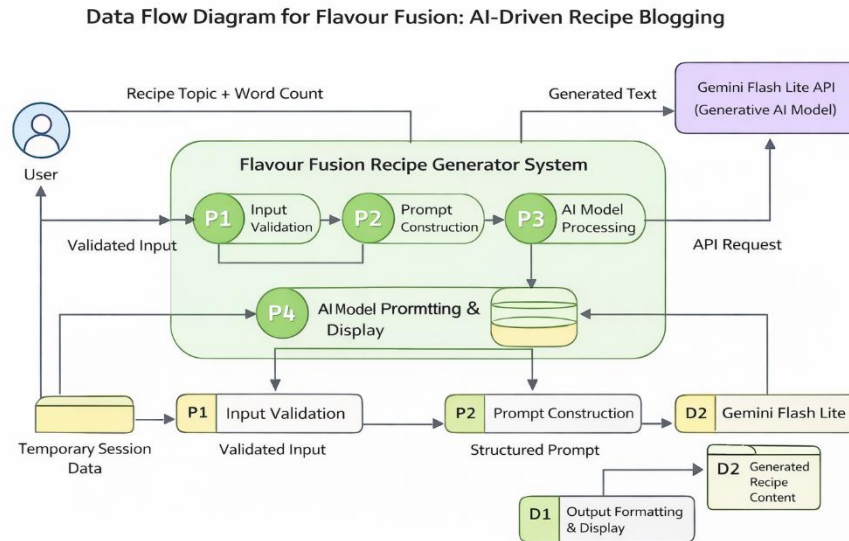 Data Flow Diagram for Flavour Fusion: AI-Driven Recipe Blogging
Recipe Topic + Word Count
Generated Text
Gemini Flash Lite API
(Generative AI Model)
User
Flavour Fusion Recipe Generator System
P1
Input
Validation
P2
Prompt
Construction
P3
AI Model
Processing
Validated Input
API Request
P4
AI Model Prormtting &
Display
P1
Input Validation
P2
Prompt Construction
D2
Gemini Flash Lite
Temporary Session
Data
Validated Input
Structured Prompt
D2
Generated
Recipe
Content
D1
Output Formatting
& Display